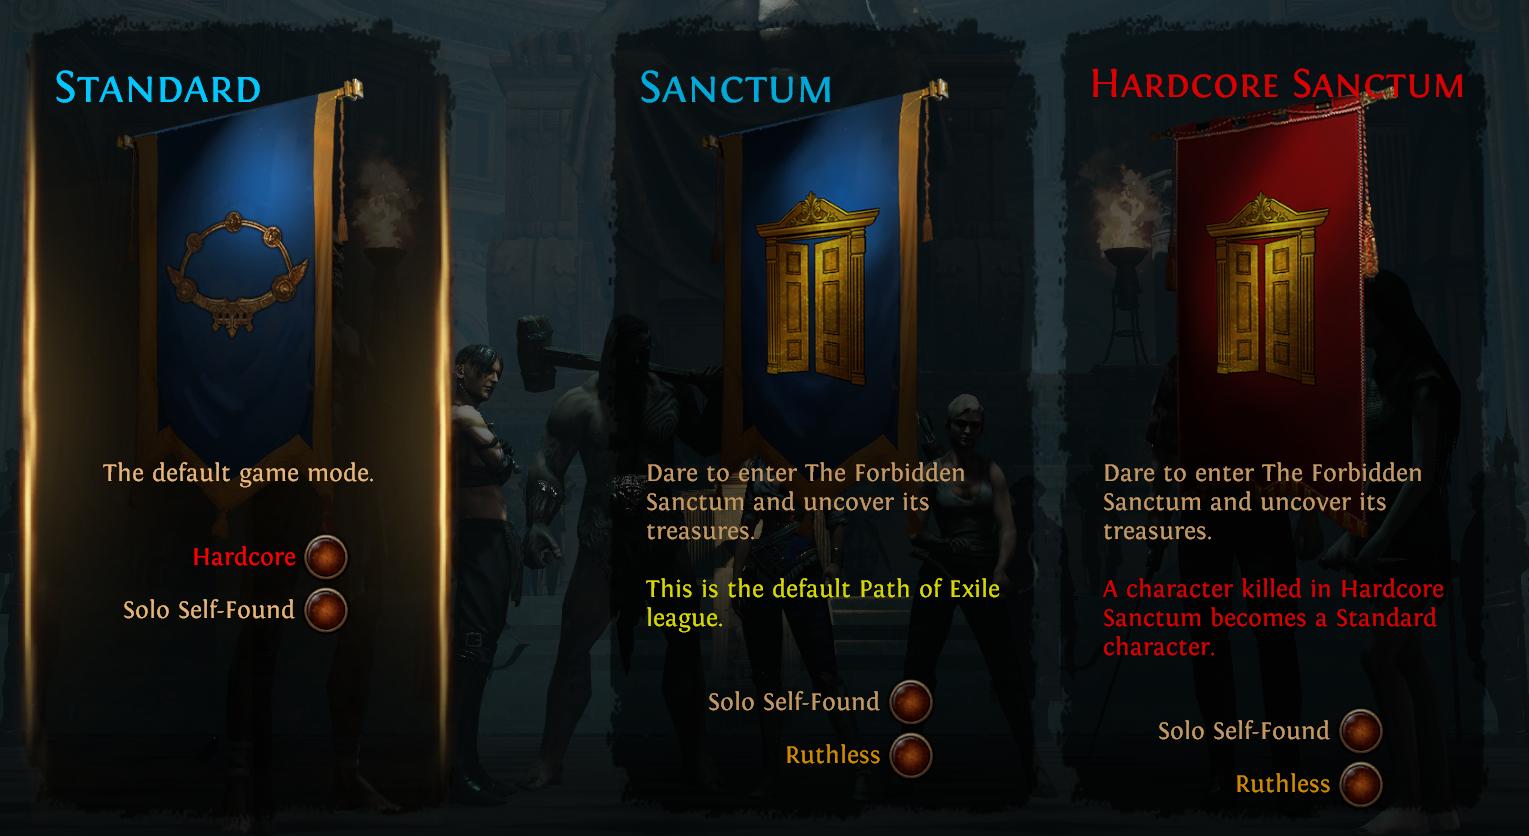 STANDARD
The default game mode.
Hardcore
Solo Self-Found
SANCTUM
Dare to enter The Forbidden
Sanctum and uncover its
treasures.
This is the default Path of Exile
league.
Solo Self-Found
Ruthless
HARDCORE SANCTUM
Dare to enter The Forbidden
Sanctum and uncover its
treasures.
A character killed in Hardcore
Sanctum becomes a Standard
character.
Solo Self-Found
Ruthless